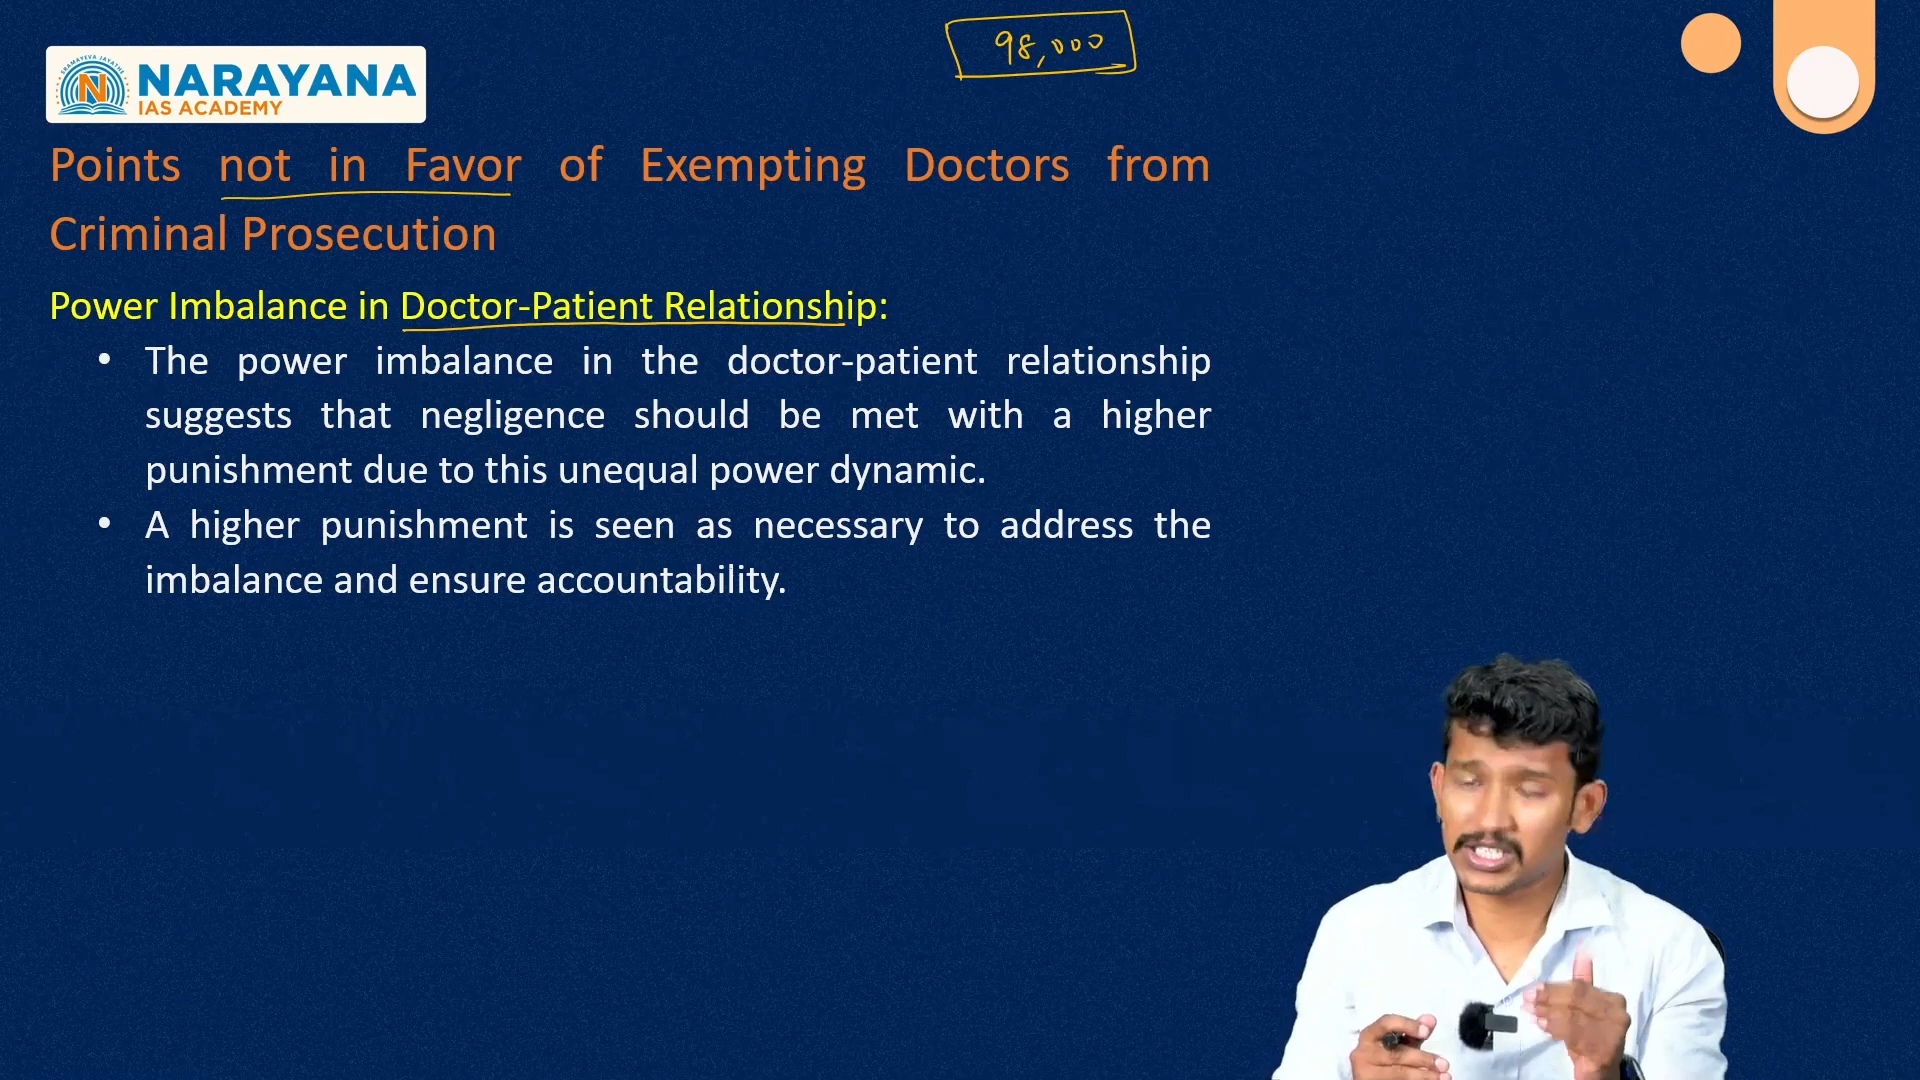 98,000
SRAMAYEVA JAYATHE
N
NARAYANA
IAS ACADEMY
Points not in Favor of Exempting Doctors from
Criminal Prosecution
Power Imbalance in Doctor-Patient Relationship:
• The power imbalance in the doctor-patient relationship
suggests that negligence should be met with a higher
punishment due to this unequal power dynamic.
• A higher punishment is seen as necessary to address the
imbalance and ensure accountability.